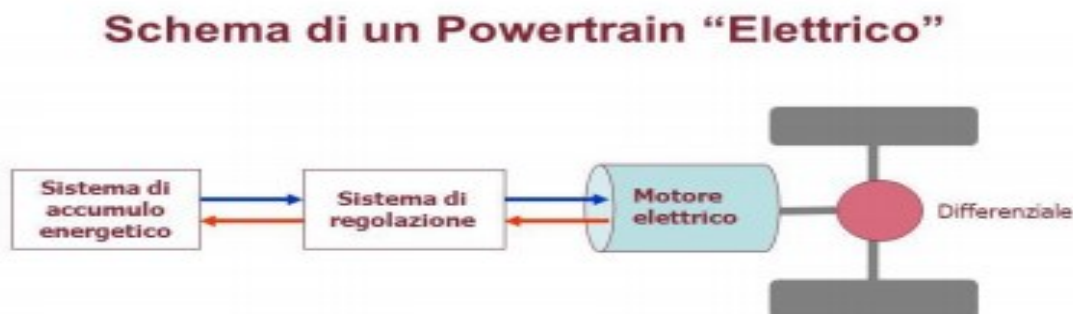 Schema di un Powertrain “Elettrico”
Sistema di
accumulo
energetico
Sistema di
regolazione
Motore
elettrico
Differenziale